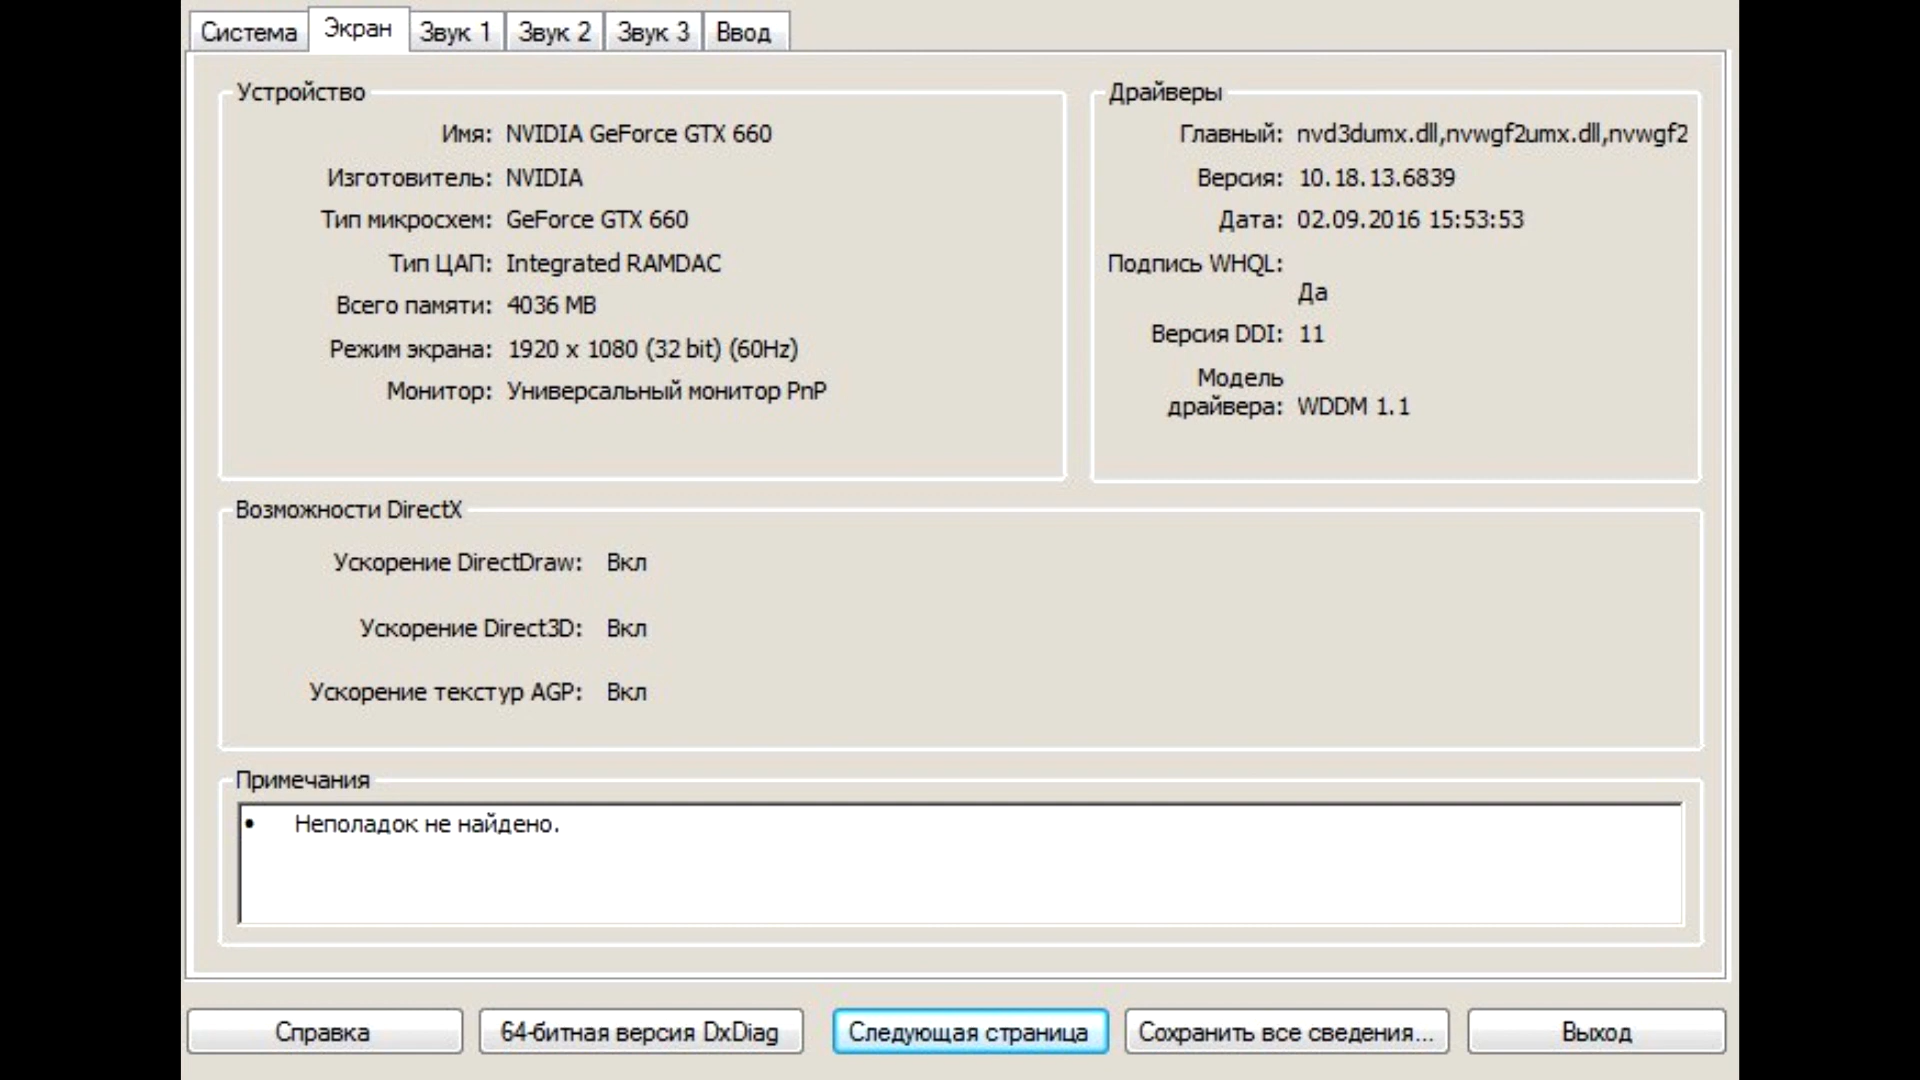 Система Экран Звук 1 Звук 2 Звук 3 Ввод
Устройство
Имя: NVIDIA GeForce GTX 660
Изготовитель: NVIDIA
Тип микросхем: GeForce GTX 660
Тип ЦАП: Integrated RAMDAC
Всего памяти: 4036 MB
Режим экрана: 1920 x 1080 (32 bit) (60Hz)
Монитор: Универсальный монитор PnP
Драйверы
Главный: nvd3dumx.dll,nvwgf2umx.dll,nvwgf2
Версия: 10.18.13.6839
Дата: 02.09.2016 15:53:53
Подпись WHQL:
Да
Версия DDI: 11
Модель
драйвера: WDDM 1.1
Возможности DirectX
Ускорение DirectDraw: Вкл
Ускорение Direct3D: Вкл
Ускорение текстур AGP: Вкл
Примечания
• Неполадок не найдено.
Справка 64-битная версия DxDiag Следующая страница Сохранить все сведения... Выход